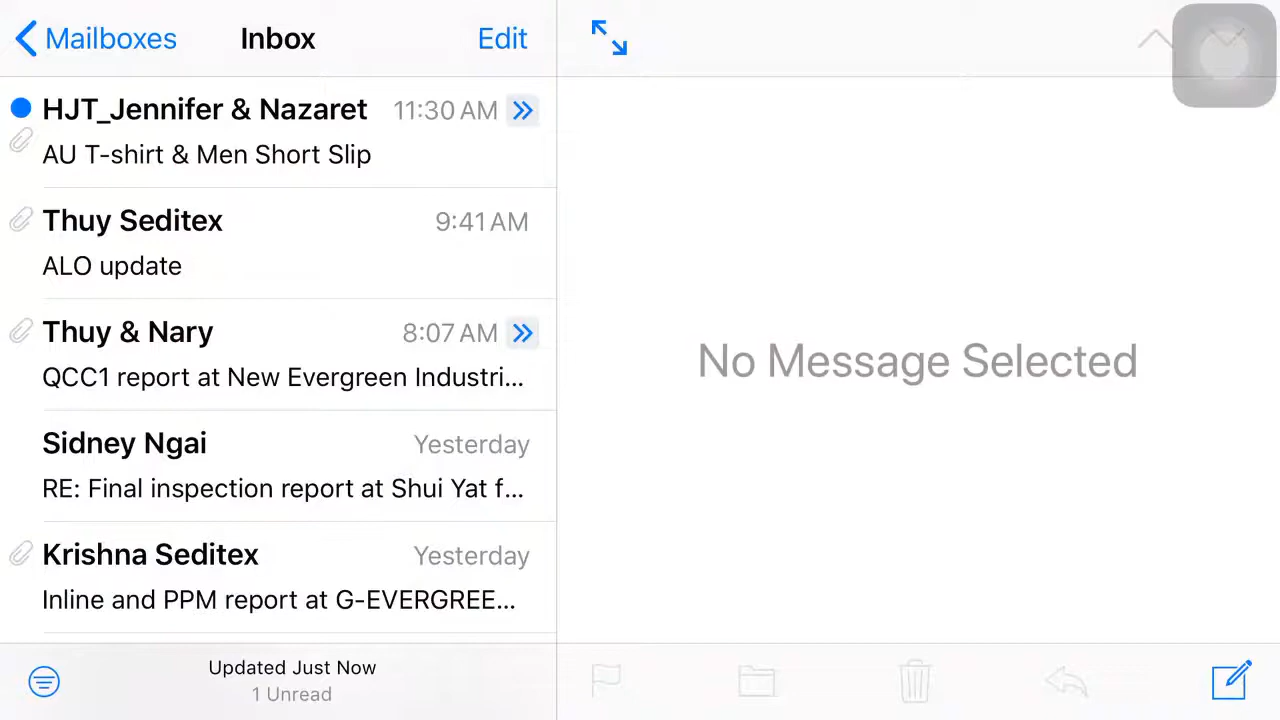 Mailboxes Inbox Edit
HJT_Jennifer & Nazaret 11:30 AM
AU T-shirt & Men Short Slip
Thuy Seditex 9:41 AM
ALO update
Thuy & Nary 8:07 AM
QCC1 report at New Evergreen Industri...
Sidney Ngai Yesterday
RE: Final inspection report at Shui Yat f...
Krishna Seditex Yesterday
Inline and PPM report at G-EVERGREE...
Updated Just Now
1 Unread
No Message Selected